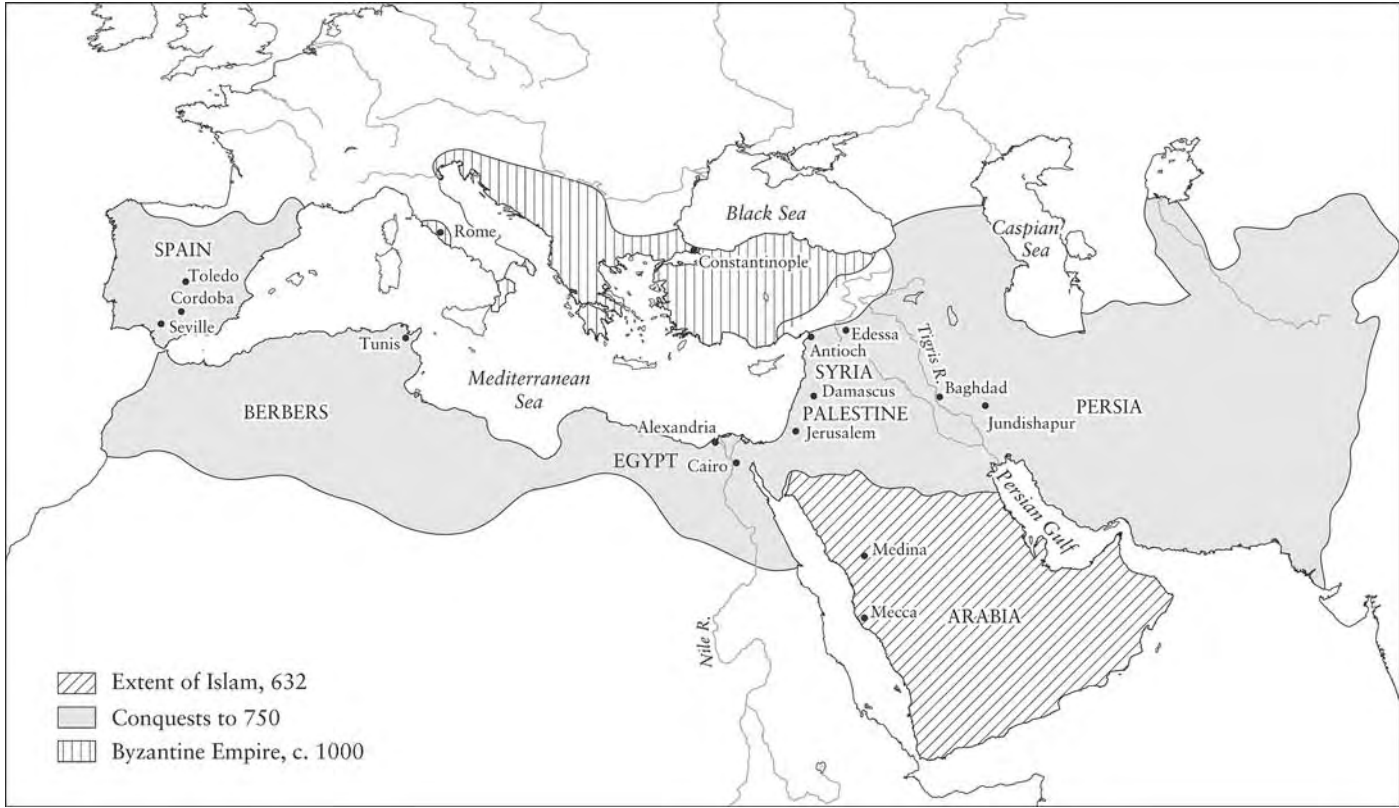 Black Sea
Caspian
Sea
SPAIN
Rome
Constantinople
Toledo
Cordoba
Seville
Tunis
Edessa
Antioch
Tigris R.
SYRIA
Mediterranean
Sea
Damascus
Baghdad
BERBERS
PALESTINE
PERSIA
Jundishapur
Alexandria
Jerusalem
EGYPT
Cairo
Persian Gulf
Medina
Mecca
ARABIA
Nile R.
Extent of Islam, 632
Conquests to 750
Byzantine Empire, c. 1000